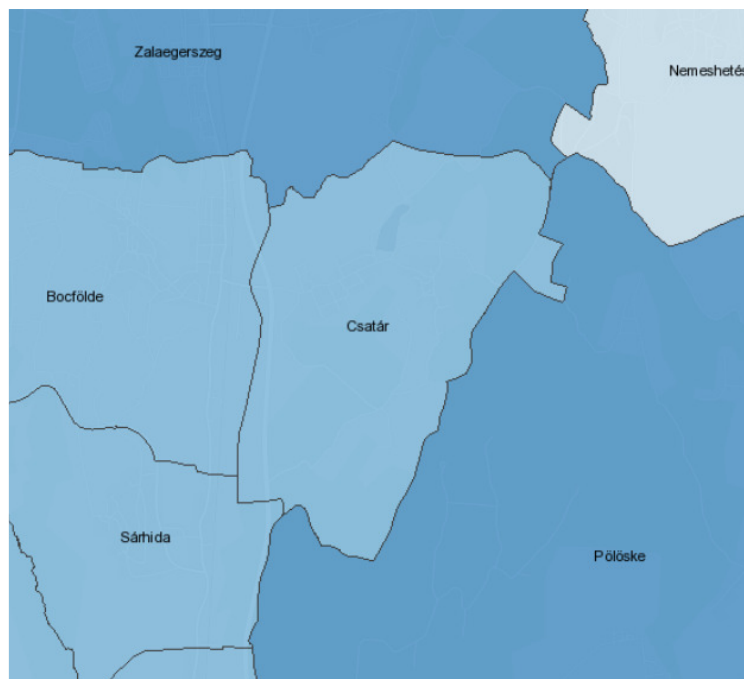 Zalaegerszeg
Nemeshetés
Bocfölde
Csatár
Sárhida
Pölöske